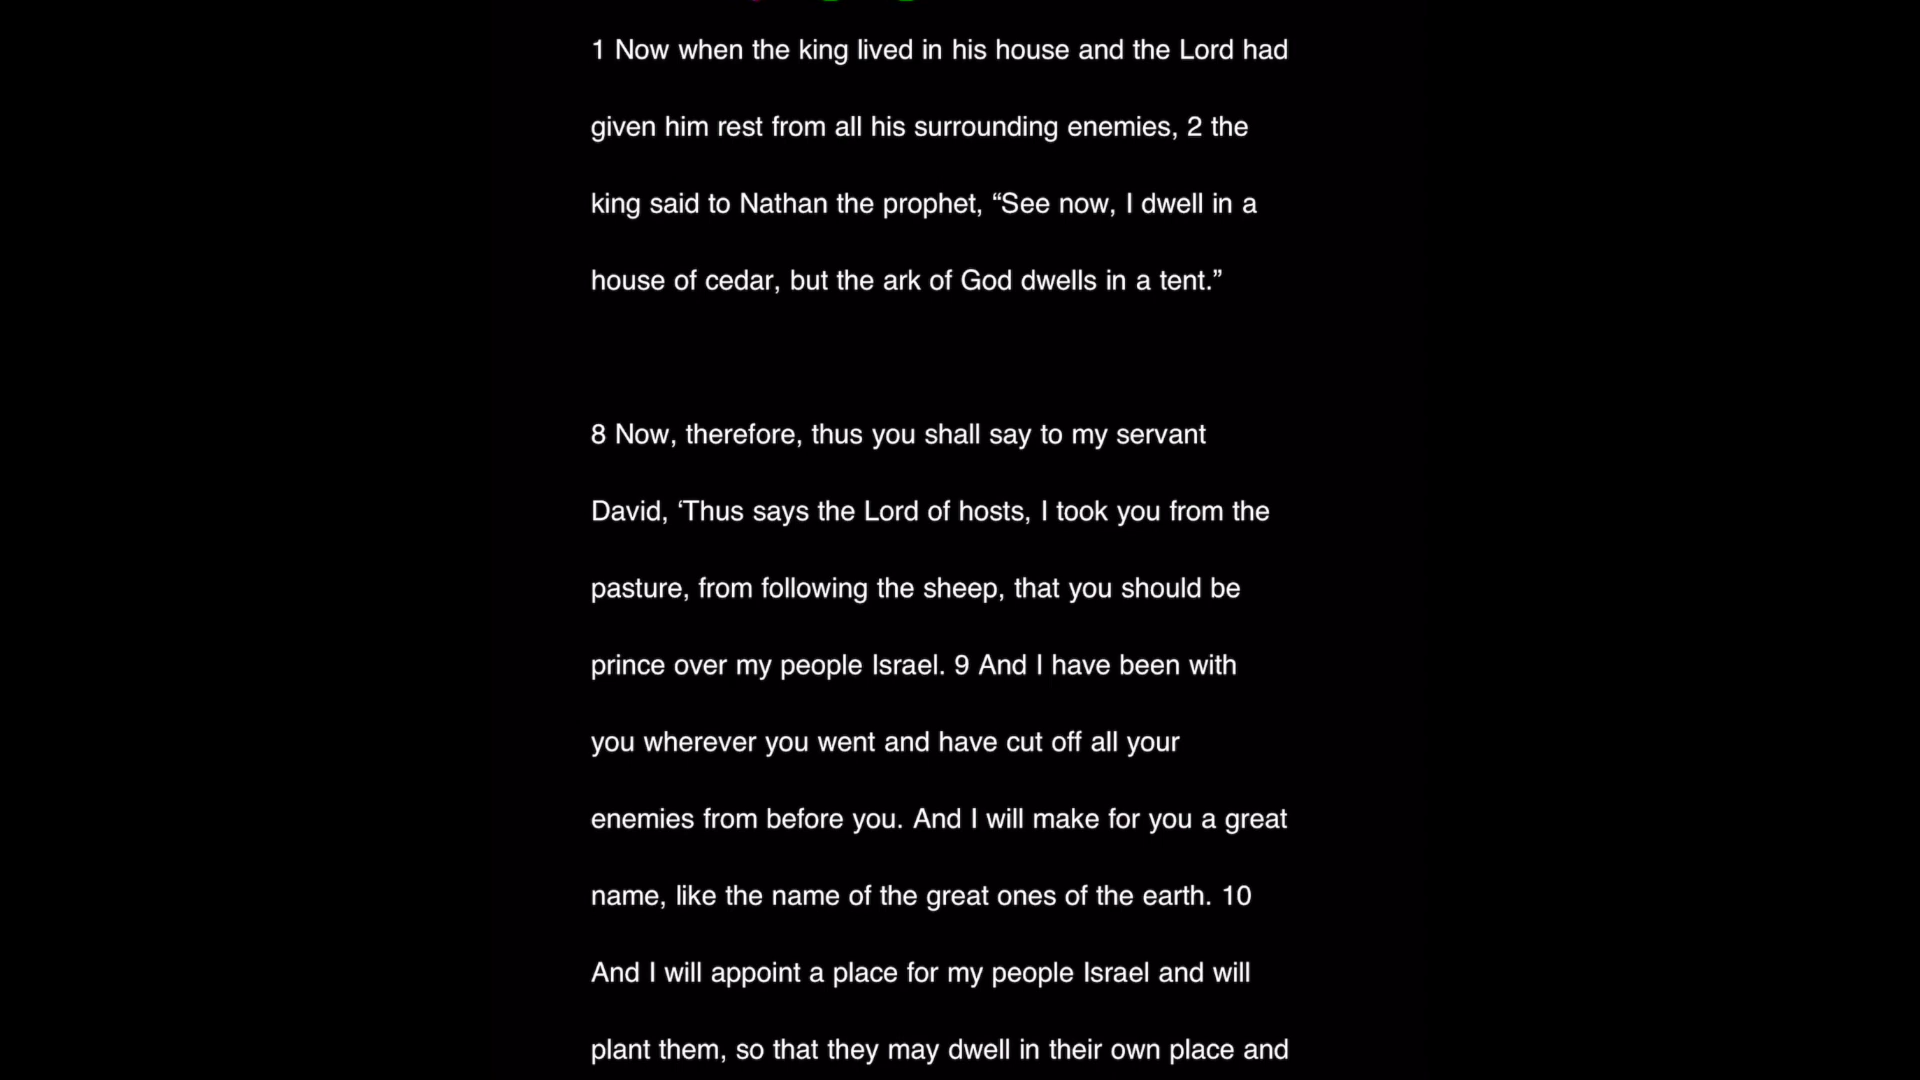 1 Now when the king lived in his house and the Lord had
given him rest from all his surrounding enemies, 2 the
king said to Nathan the prophet, “See now, I dwell in a
house of cedar, but the ark of God dwells in a tent.”
8 Now, therefore, thus you shall say to my servant
David, ‘Thus says the Lord of hosts, I took you from the
pasture, from following the sheep, that you should be
prince over my people Israel. 9 And I have been with
you wherever you went and have cut off all your
enemies from before you. And I will make for you a great
name, like the name of the great ones of the earth. 10
And I will appoint a place for my people Israel and will
plant them, so that they may dwell in their own place and